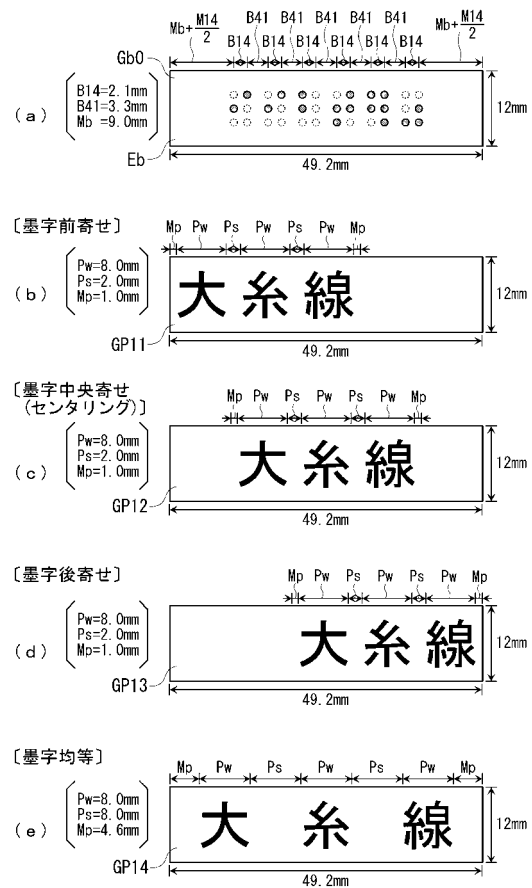 Mb+M14/2 B14 B41 B14 B41 B14 B41 B14 B41 B14 B41 B14 Mb+M14/2
Gb0
(a) B14=2.1mm
B41=3.3mm
Mb =9.0mm
Eb
12mm
49.2mm
〔墨字前寄せ〕
Mp Pw Ps Pw Ps Pw Mp
(b) Pw=8.0mm
Ps=2.0mm
Mp=1.0mm
大糸線
GP11
12mm
49.2mm
〔墨字中央寄せ
(センタリング)〕
Mp Pw Ps Pw Ps Pw Mp
(c) Pw=8.0mm
Ps=2.0mm
Mp=1.0mm
大糸線
GP12
12mm
49.2mm
〔墨字後寄せ〕
Mp Pw Ps Pw Ps Pw Mp
(d) Pw=8.0mm
Ps=2.0mm
Mp=1.0mm
大糸線
GP13
12mm
49.2mm
〔墨字均等〕
Mp Pw Ps Pw Ps Pw Mp
(e) Pw=8.0mm
Ps=8.0mm
Mp=4.6mm
大 糸 線
GP14
12mm
49.2mm